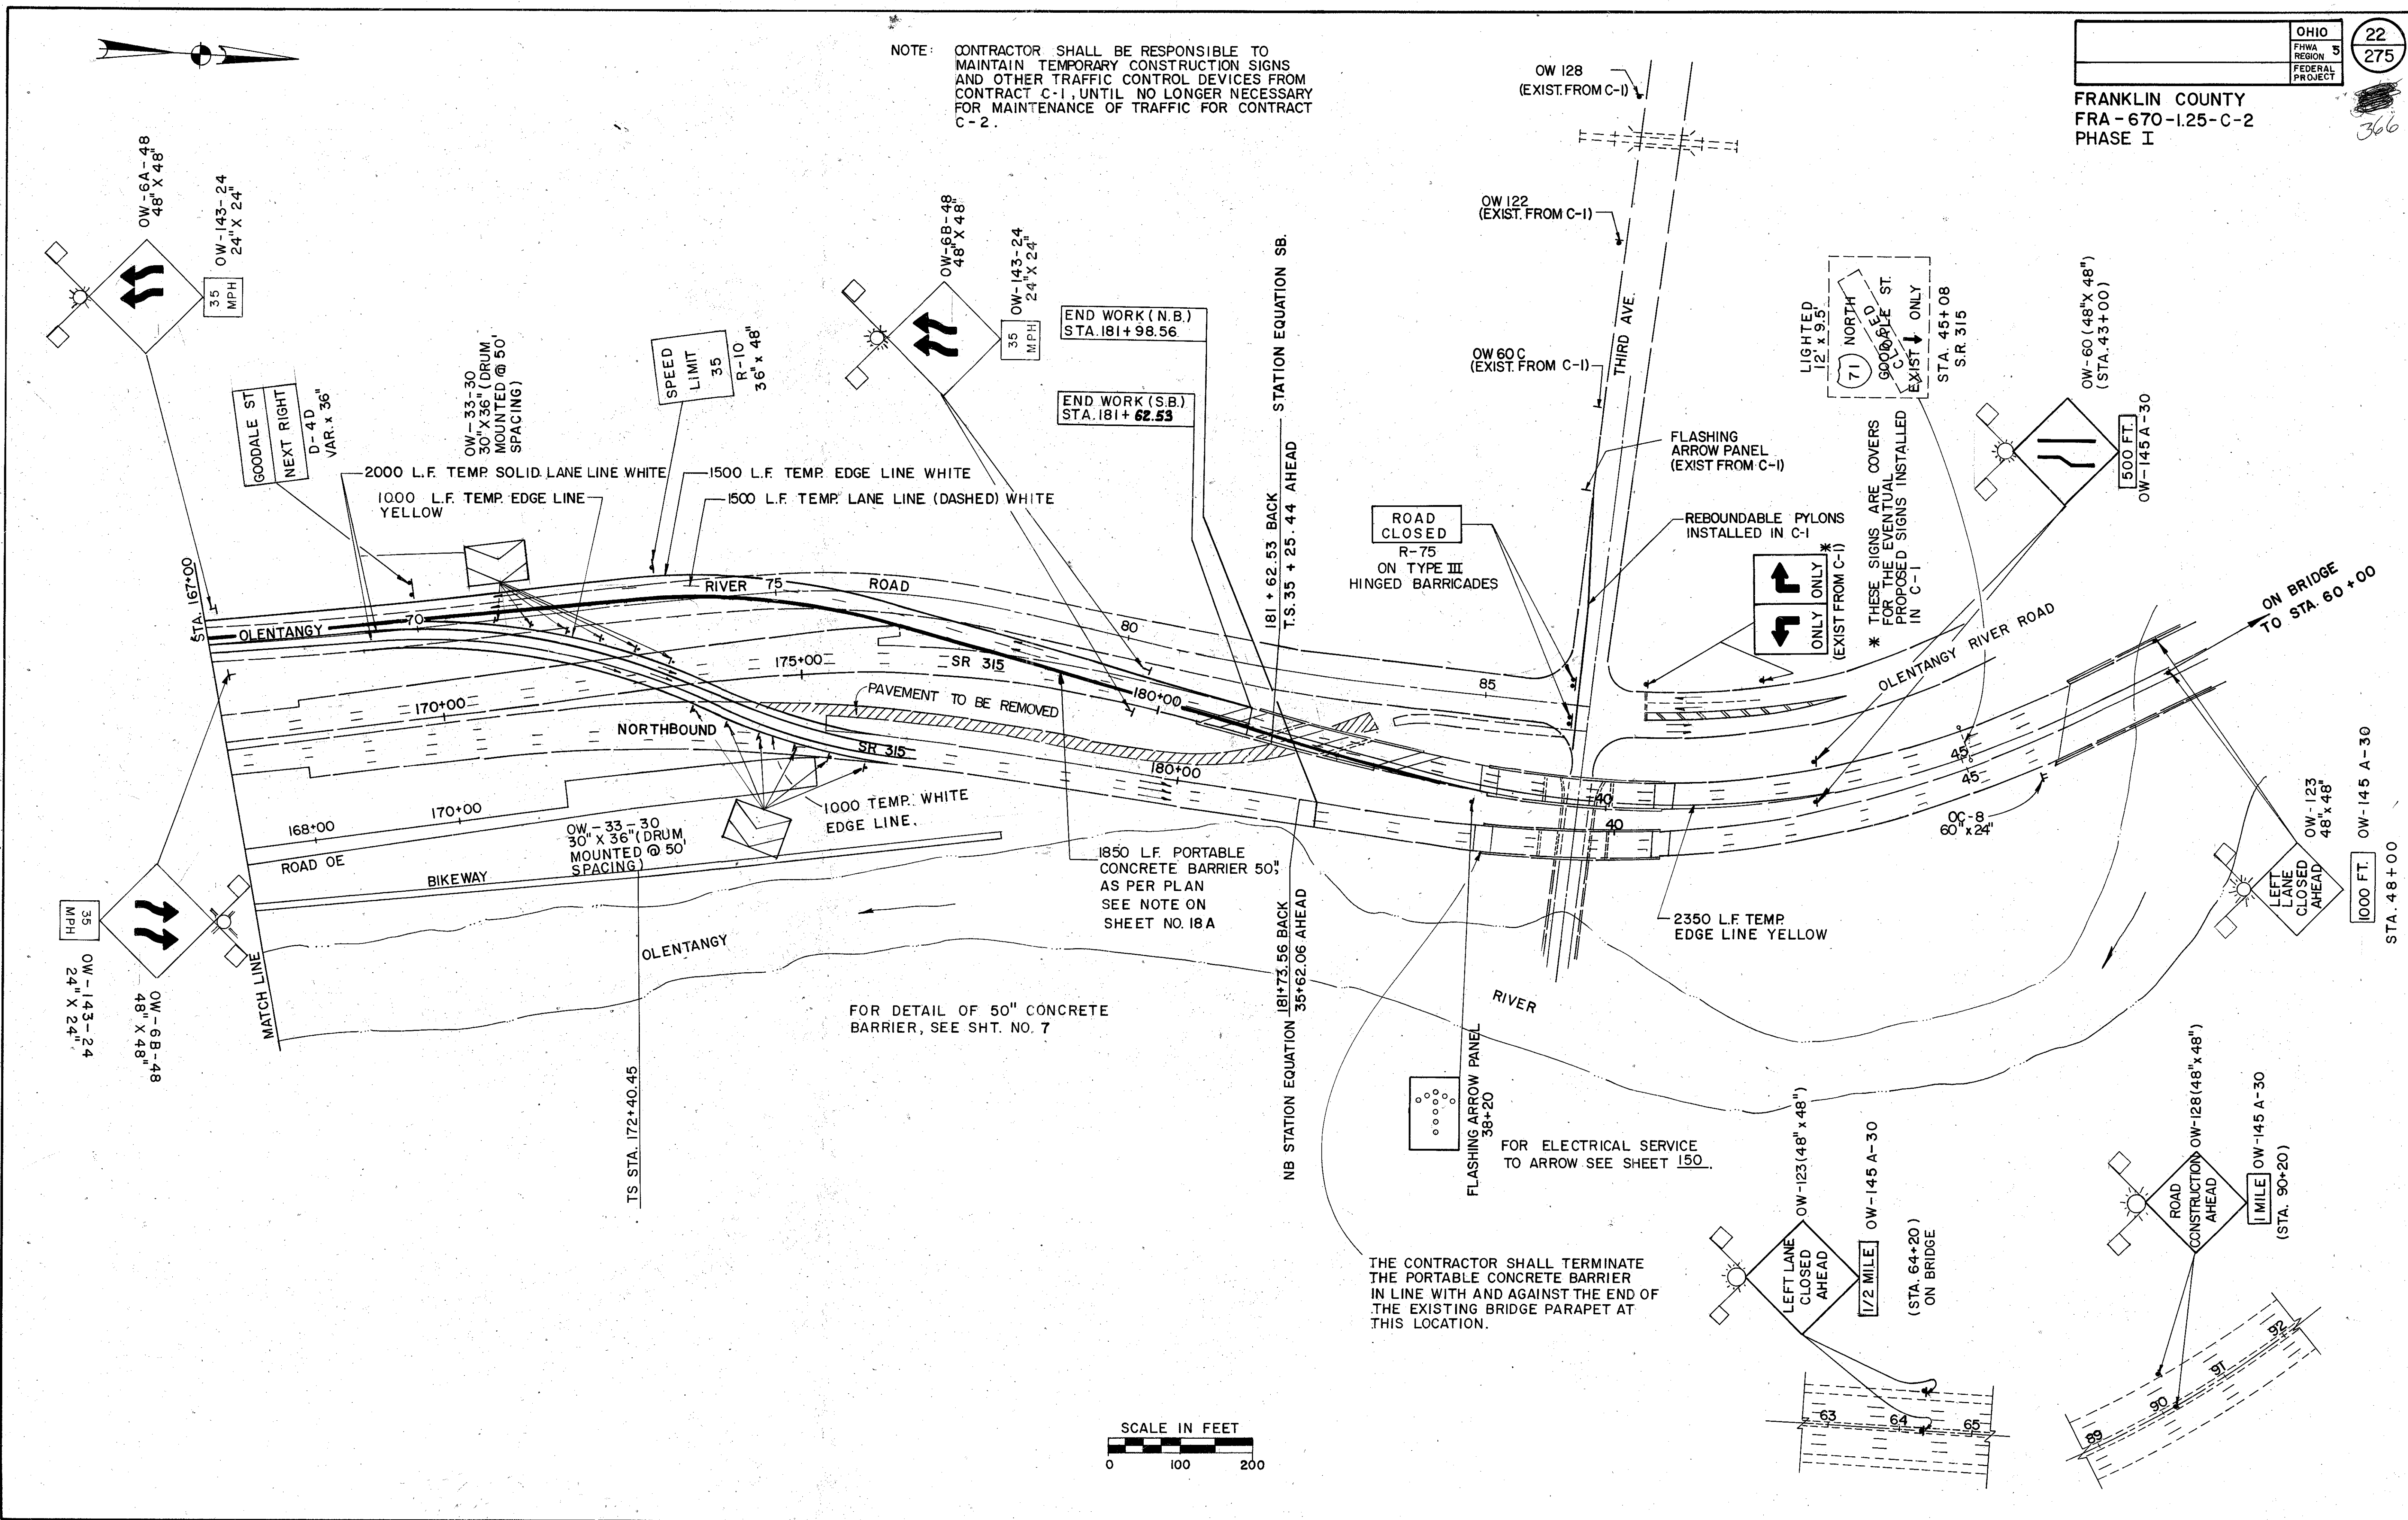 NOTE: CONTRACTOR SHALL BE RESPONSIBLE TO
MAINTAIN TEMPORARY CONSTRUCTION SIGNS
AND OTHER TRAFFIC CONTROL DEVICES FROM
CONTRACT C-1, UNTIL NO LONGER NECESSARY
FOR MAINTENANCE OF TRAFFIC FOR CONTRACT
C-2.
OHIO
FHWA
REGION 5
FEDERAL
PROJECT
22
275
366
FRANKLIN COUNTY
FRA-670-1.25-C-2
PHASE I
OW-6A-48
48" X 48"
OW-143-24
24" X 24"
35
MPH
GOODALE ST
NEXT RIGHT
D-4D
VAR. x 36"
OW-33-30
30" X 36" (DRUM
MOUNTED @ 50'
SPACING)
SPEED
LIMIT
35
R-10
36" x 48"
OW-6B-48
48" X 48"
35
MPH
OW-143-24
24" X 24"
END WORK (N.B.)
STA. 181+98.56
END WORK (S.B.)
STA. 181+62.53
STATION EQUATION SB.
181 + 62.53 BACK
T.S. 35 + 25.44 AHEAD
OW 128
(EXIST. FROM C-1)
OW 122
(EXIST. FROM C-1)
OW 60 C
(EXIST. FROM C-1)
THIRD AVE.
FLASHING
ARROW PANEL
(EXIST FROM C-1)
REBOUNDABLE PYLONS
INSTALLED IN C-1
ROAD
CLOSED
R-75
ON TYPE III
HINGED BARRICADES
LIGHTED
12' x 9.5'
71 NORTH
GOODALE ST.
CLOSED
EXIST ONLY
STA. 45+08
S.R. 315
ONLY ONLY
(EXIST FROM C-1)
*
* THESE SIGNS ARE COVERS
FOR THE EVENTUAL
PROPOSED SIGNS INSTALLED
IN C-1
OW-60 (48" X 48")
(STA. 43+00)
500 FT.
OW-145 A-30
ON BRIDGE
TO STA. 60+00
2000 L.F. TEMP. SOLID LANE LINE WHITE
1000 L.F. TEMP. EDGE LINE
YELLOW
1500 L.F. TEMP. EDGE LINE WHITE
1500 L.F. TEMP. LANE LINE (DASHED) WHITE
STA. 167+00
OLENTANGY
70
RIVER
75
ROAD
80
85
175+00
SR 315
180+00
PAVEMENT TO BE REMOVED
170+00
NORTHBOUND
SR 315
180+00
40
40
45
45
OLENTANGY RIVER ROAD
OC-8
60" x 24"
168+00
170+00
ROAD OE
BIKEWAY
OW-33-30
30" X 36" (DRUM
MOUNTED @ 50'
SPACING)
1000 TEMP. WHITE
EDGE LINE.
1850 L.F. PORTABLE
CONCRETE BARRIER 50",
AS PER PLAN
SEE NOTE ON
SHEET NO. 18 A
2350 L.F. TEMP.
EDGE LINE YELLOW
OW-123
48" x 48"
LEFT
LANE
CLOSED
AHEAD
1000 FT.
OW-145 A-30
STA. 48+00
35
MPH
OW-143-24
24" X 24"
OW-6B-48
48" X 48"
MATCH LINE
OLENTANGY
RIVER
FOR DETAIL OF 50" CONCRETE
BARRIER, SEE SHT. NO. 7
TS STA. 172+40.45
NB STATION EQUATION
181+73.56 BACK
35+62.06 AHEAD
FLASHING ARROW PANEL
38+20
FOR ELECTRICAL SERVICE
TO ARROW SEE SHEET 150.
THE CONTRACTOR SHALL TERMINATE
THE PORTABLE CONCRETE BARRIER
IN LINE WITH AND AGAINST THE END OF
THE EXISTING BRIDGE PARAPET AT
THIS LOCATION.
LEFT LANE
CLOSED
AHEAD
OW-123 (48" x 48")
1/2 MILE
OW-145 A-30
(STA. 64+20)
ON BRIDGE
63
64
65
ROAD
CONSTRUCTION
AHEAD
OW-128 (48" x 48")
1 MILE
OW-145 A-30
(STA. 90+20)
89
90
91
92
SCALE IN FEET
0 100 200